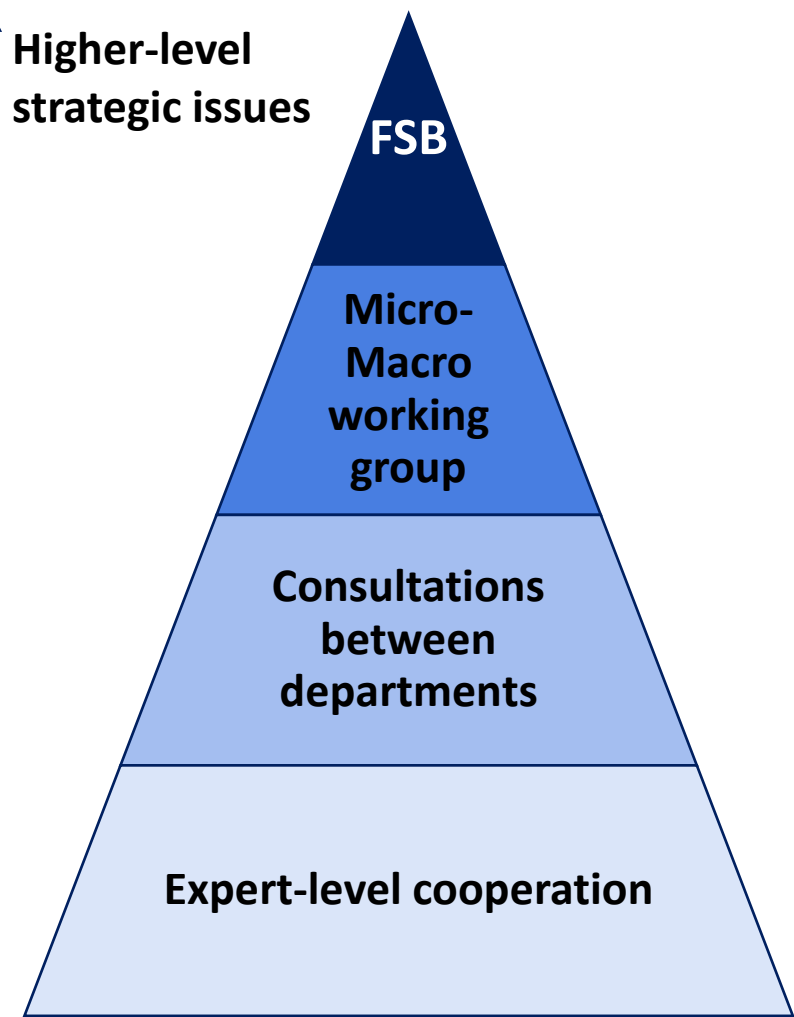 Higher-level
strategic issues
FSB
Micro-
Macro
working
group
Consultations
between
departments
Expert-level cooperation